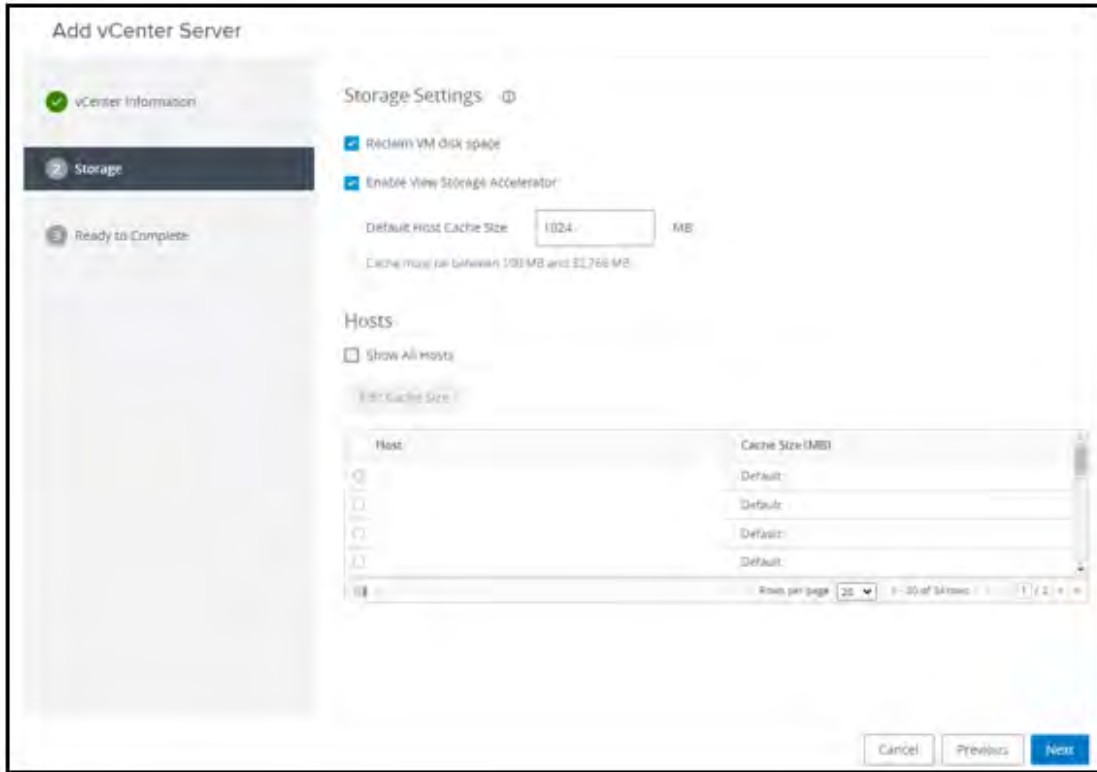 Add vCenter Server
vCenter Information
Storage Settings
Reclaim VM disk space
2 Storage
Enable View Storage Accelerator
Default Host Cache Size 1024 MB
3 Ready to Complete
Cache must be between 100 MB and 32,768 MB
Hosts
Show All Hosts
Edit Cache Size
Host Cache Size (MB)
Default
Default
Default
Default
Rows per page 20 1 - 20 of 34 rows 1 / 2
Cancel Previous Next